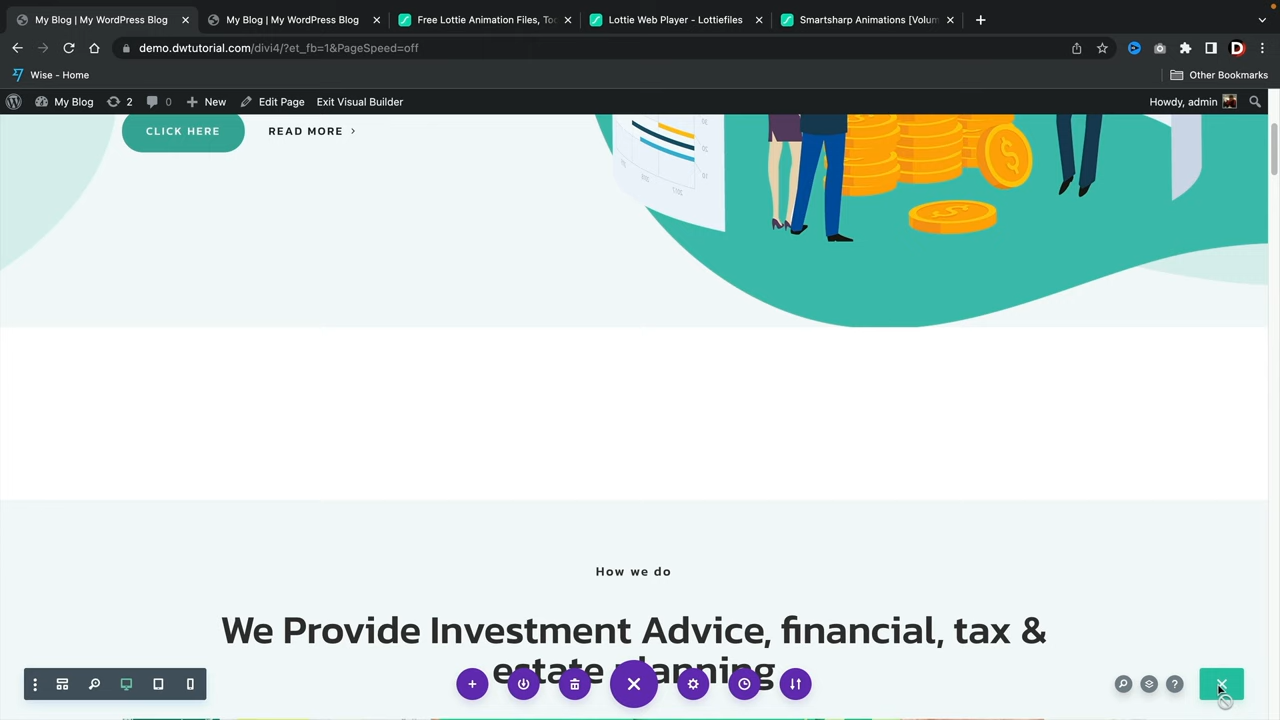 My Blog | My WordPress Blog
My Blog | My WordPress Blog
Free Lottie Animation Files, Too
Lottie Web Player - Lottiefiles
Smartsharp Animations [Volum
demo.dwtutorial.com/divi4/?et_fb=1&PageSpeed=off
Wise - Home
Other Bookmarks
My Blog 2 0 New Edit Page Exit Visual Builder
Howdy, admin
CLICK HERE
READ MORE
How we do
We Provide Investment Advice, financial, tax &
estate planning